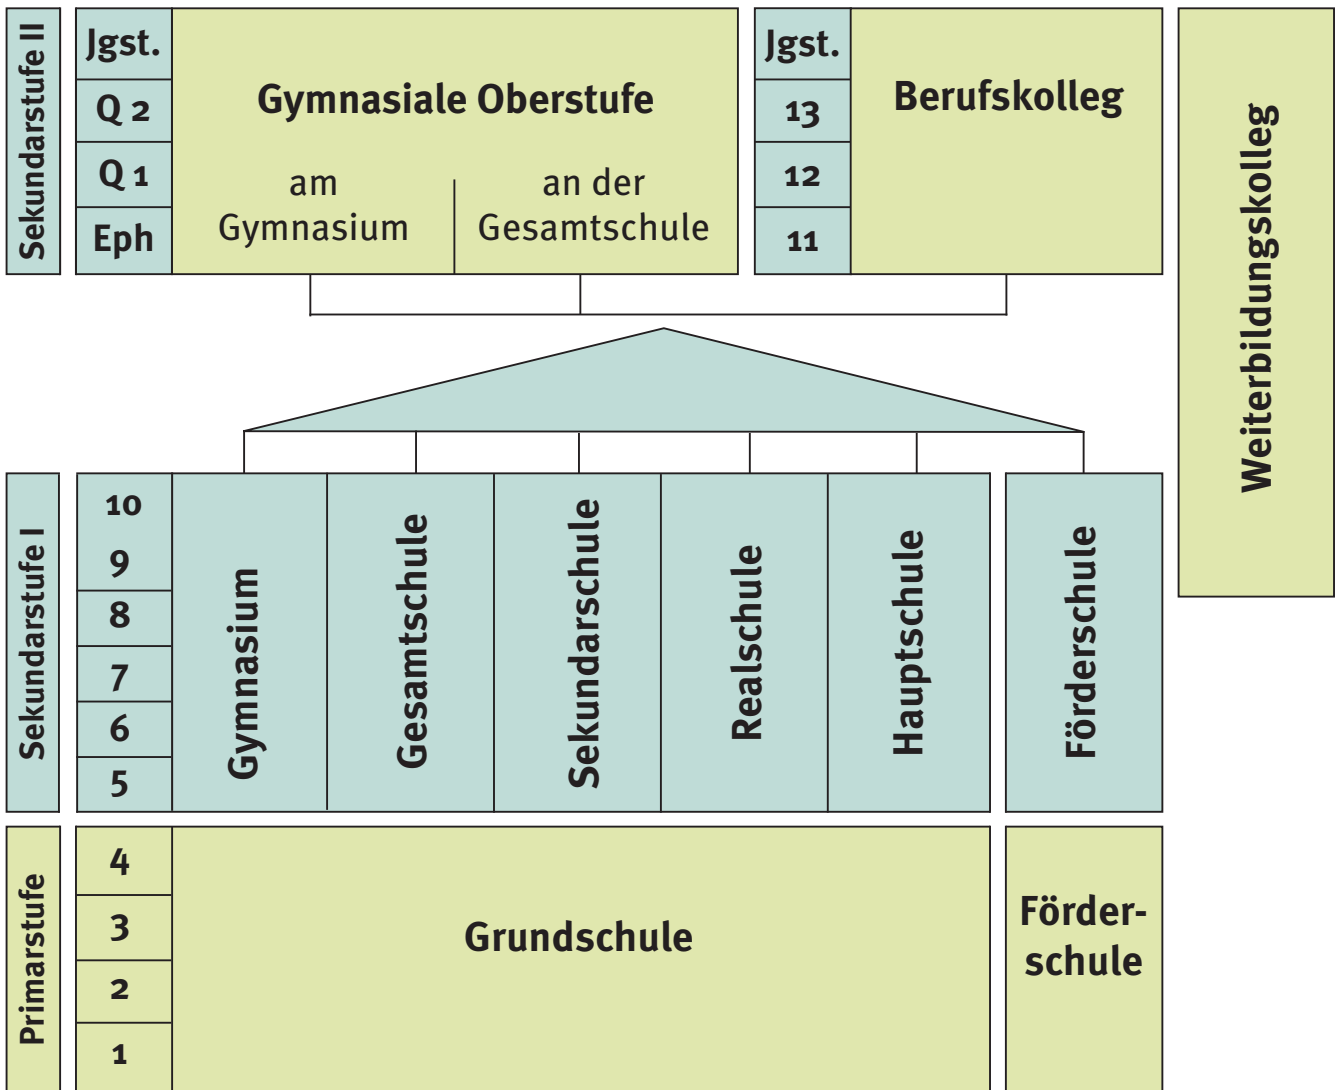 Sekundarstufe II
Jgst.
Q 2
Q 1
Eph
Gymnasiale Oberstufe
am
Gymnasium
an der
Gesamtschule
Jgst.
13
12
11
Berufskolleg
Weiterbildungskolleg
Sekundarstufe I
10
9
8
7
6
5
Gymnasium
Gesamtschule
Sekundarschule
Realschule
Hauptschule
Förderschule
Primarstufe
4
3
2
1
Grundschule
Förder-
schule